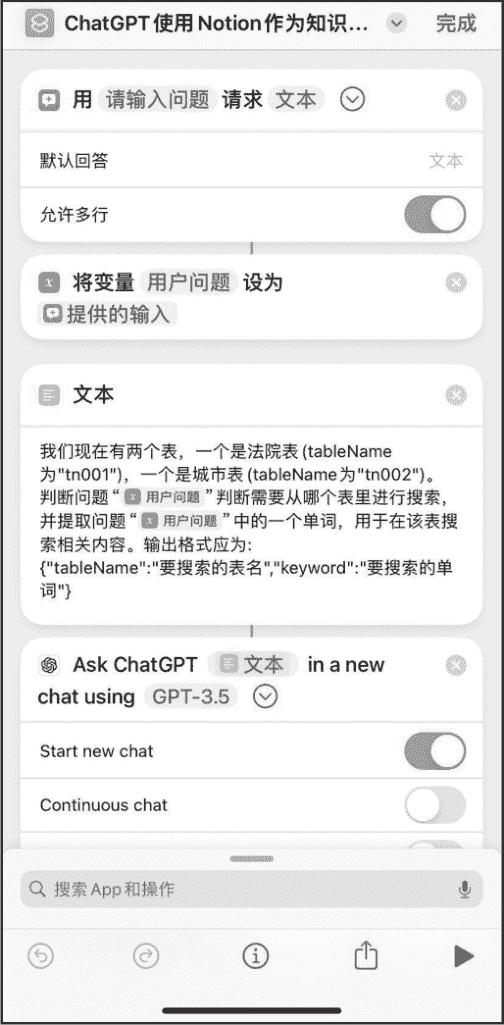 ChatGPT使用Notion作为知识... 完成
用 请输入问题 请求 文本
默认回答 文本
允许多行
将变量 用户问题 设为
提供的输入
文本
我们现在有两个表，一个是法院表(tableName
为"tn001")，一个是城市表(tableName为"tn002")。
判断问题“ 用户问题 ”判断需要从哪个表里进行搜索，
并提取问题“ 用户问题 ”中的一个单词，用于在该表搜
索相关内容。输出格式应为:
{"tableName":"要搜索的表名","keyword":"要搜索的单
词"}
Ask ChatGPT 文本 in a new
chat using GPT-3.5
Start new chat
Continuous chat
搜索App和操作